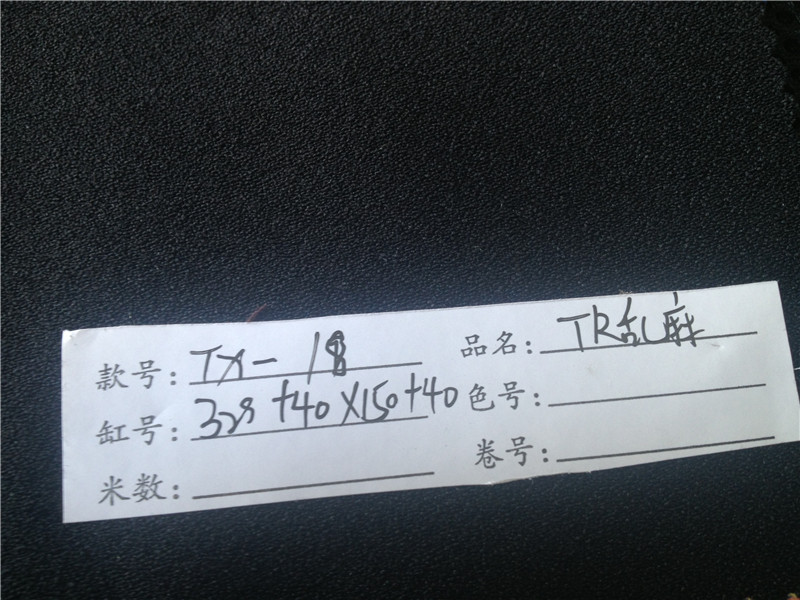 款号: TX-18 品名: TR乱麻
缸号: 32S+40X150+40 色号:
米数: 卷号: